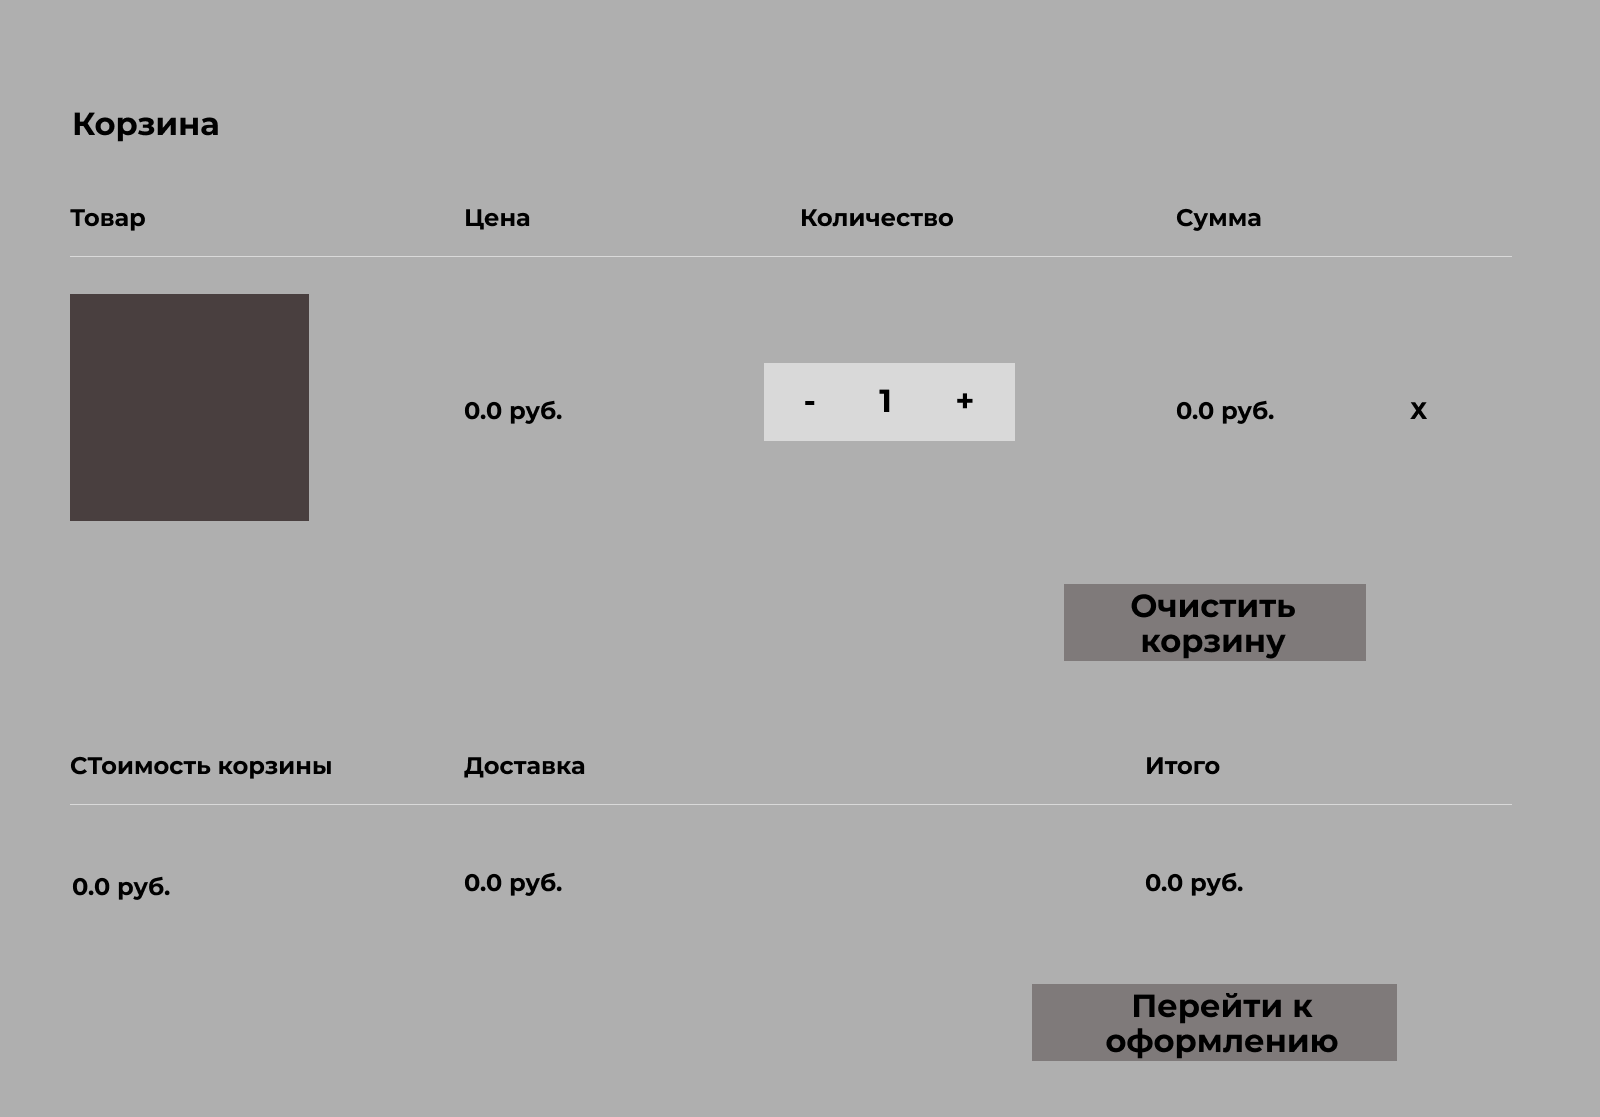 Корзина
Товар Цена Количество Сумма
0.0 руб. - 1 + 0.0 руб. X
Очистить
корзину
СТоимость корзины Доставка Итого
0.0 руб. 0.0 руб. 0.0 руб.
Перейти к
оформлению